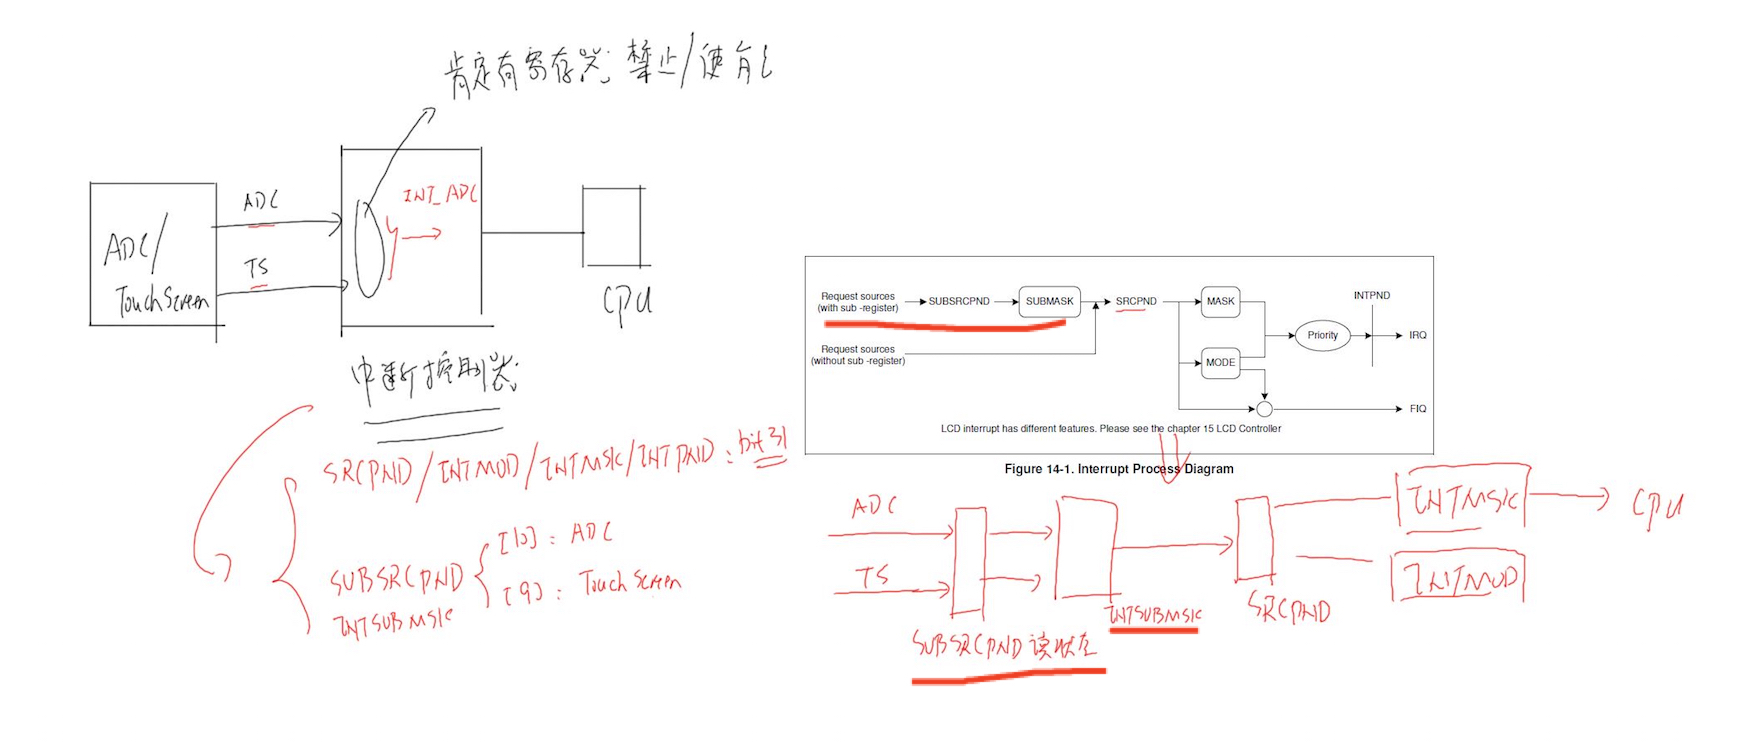 肯定有寄存器 禁止/使能
ADC
TS
ADC/
TouchScreen
INT_ADC
CPU
中断控制器
SRCPND/INTMOD/INTMSK/INTPND: bit31
SUBSRCPND
INTSUBMSK
[10]: ADC
[9]: TouchScreen
Request sources
(with sub -register)
SUBSRCPND
SUBMASK
SRCPND
MASK
INTPND
Priority
IRQ
Request sources
(without sub -register)
MODE
FIQ
LCD interrupt has different features. Please see the chapter 15 LCD Controller
Figure 14-1. Interrupt Process Diagram
ADC
TS
SUBSRCPND 读状态
INTSUBMSK
SRCPND
INTMSK
INTMOD
CPU